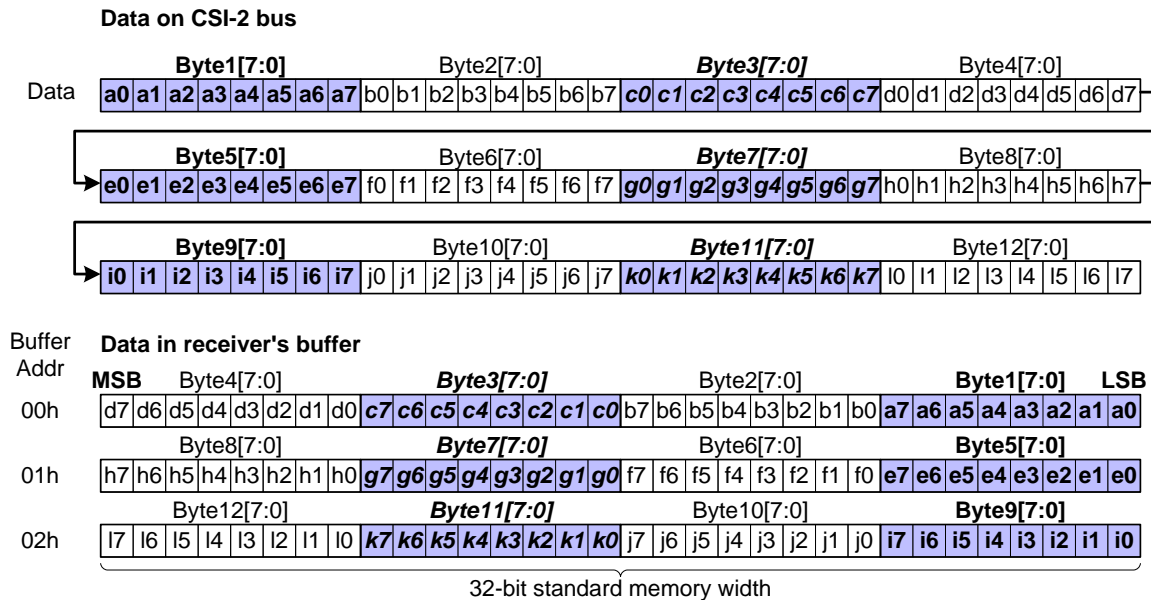 Data on CSI-2 bus
Byte1[7:0] Byte2[7:0] Byte3[7:0] Byte4[7:0]
Data a0 a1 a2 a3 a4 a5 a6 a7 b0 b1 b2 b3 b4 b5 b6 b7 c0 c1 c2 c3 c4 c5 c6 c7 d0 d1 d2 d3 d4 d5 d6 d7
Byte5[7:0] Byte6[7:0] Byte7[7:0] Byte8[7:0]
e0 e1 e2 e3 e4 e5 e6 e7 f0 f1 f2 f3 f4 f5 f6 f7 g0 g1 g2 g3 g4 g5 g6 g7 h0 h1 h2 h3 h4 h5 h6 h7
Byte9[7:0] Byte10[7:0] Byte11[7:0] Byte12[7:0]
i0 i1 i2 i3 i4 i5 i6 i7 j0 j1 j2 j3 j4 j5 j6 j7 k0 k1 k2 k3 k4 k5 k6 k7 l0 l1 l2 l3 l4 l5 l6 l7
Buffer
Addr
Data in receiver's buffer
MSB Byte4[7:0] Byte3[7:0] Byte2[7:0] Byte1[7:0] LSB
00h d7 d6 d5 d4 d3 d2 d1 d0 c7 c6 c5 c4 c3 c2 c1 c0 b7 b6 b5 b4 b3 b2 b1 b0 a7 a6 a5 a4 a3 a2 a1 a0
Byte8[7:0] Byte7[7:0] Byte6[7:0] Byte5[7:0]
01h h7 h6 h5 h4 h3 h2 h1 h0 g7 g6 g5 g4 g3 g2 g1 g0 f7 f6 f5 f4 f3 f2 f1 f0 e7 e6 e5 e4 e3 e2 e1 e0
Byte12[7:0] Byte11[7:0] Byte10[7:0] Byte9[7:0]
02h l7 l6 l5 l4 l3 l2 l1 l0 k7 k6 k5 k4 k3 k2 k1 k0 j7 j6 j5 j4 j3 j2 j1 j0 i7 i6 i5 i4 i3 i2 i1 i0
32-bit standard memory width